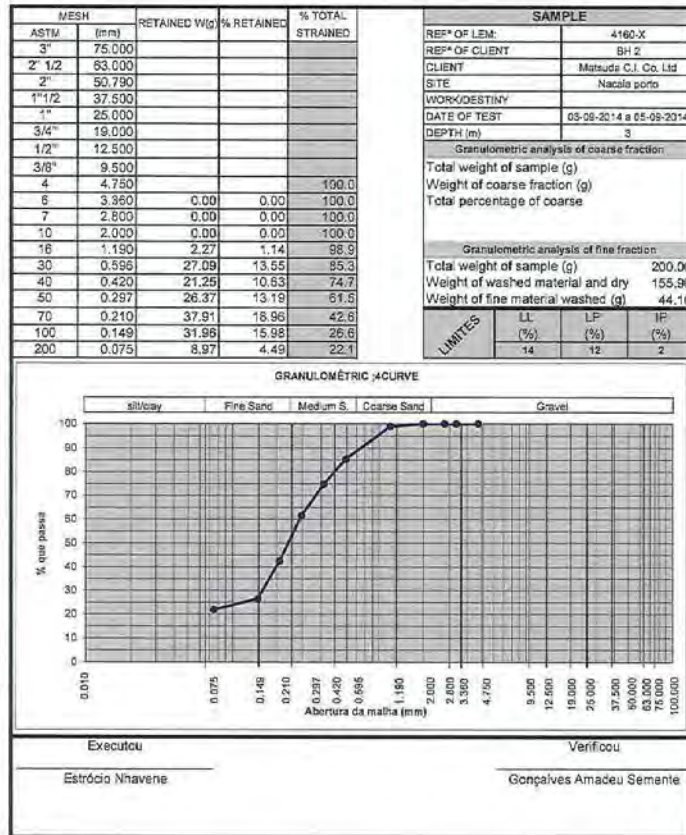 MESH RETAINED W(g) % RETAINED % TOTAL STRAINED
ASTM (mm)
3" 75.000
2" 1/2 63.000
2" 50.790
1"1/2 37.500
1" 25.000
3/4" 19.000
1/2" 12.500
3/8" 9.500
4 4.750 100.0
6 3.360 0.00 0.00 100.0
7 2.800 0.00 0.00 100.0
10 2.000 0.00 0.00 100.0
16 1.190 2.27 1.14 98.9
30 0.595 27.09 13.55 85.3
40 0.420 21.25 10.63 74.7
50 0.297 26.37 13.19 61.5
70 0.210 37.91 18.96 42.6
100 0.149 31.96 15.98 26.6
200 0.075 8.97 4.49 22.1
SAMPLE
REFª OF LEM: 4160-X
REFª OF CLIENT BH 2
CLIENT Matsuda C.I. Co. Ltd
SITE Nacala porto
WORK/DESTINY
DATE OF TEST 03-09-2014 a 05-09-2014
DEPTH (m) 3
Granulometric analysis of coarse fraction
Total weight of sample (g)
Weight of coarse fraction (g)
Total percentage of coarse
Granulometric analysis of fine fraction
Total weight of sample (g)
Weight of washed material and dry
Weight of fine material washed (g)
LIMITES LL (%) LP (%) IP (%)
14 12 2
GRANULOMÉTRIC ;4CURVE
silt/clay Fine Sand Medium S. Coarse Sand Gravel
100
90
80
70
60
50
40
30
20
10
0
% que passa
0.010 0.075 0.149 0.210 0.297 0.420 0.595 1.190 2.000 2.800 3.360 4.750 9.500 12.500 19.000 25.000 37.500 50.000 63.000 75.000 100.000
Abertura da malha (mm)
Executou Verificou
Estrócio Nhavene Gonçalves Amadeu Semente